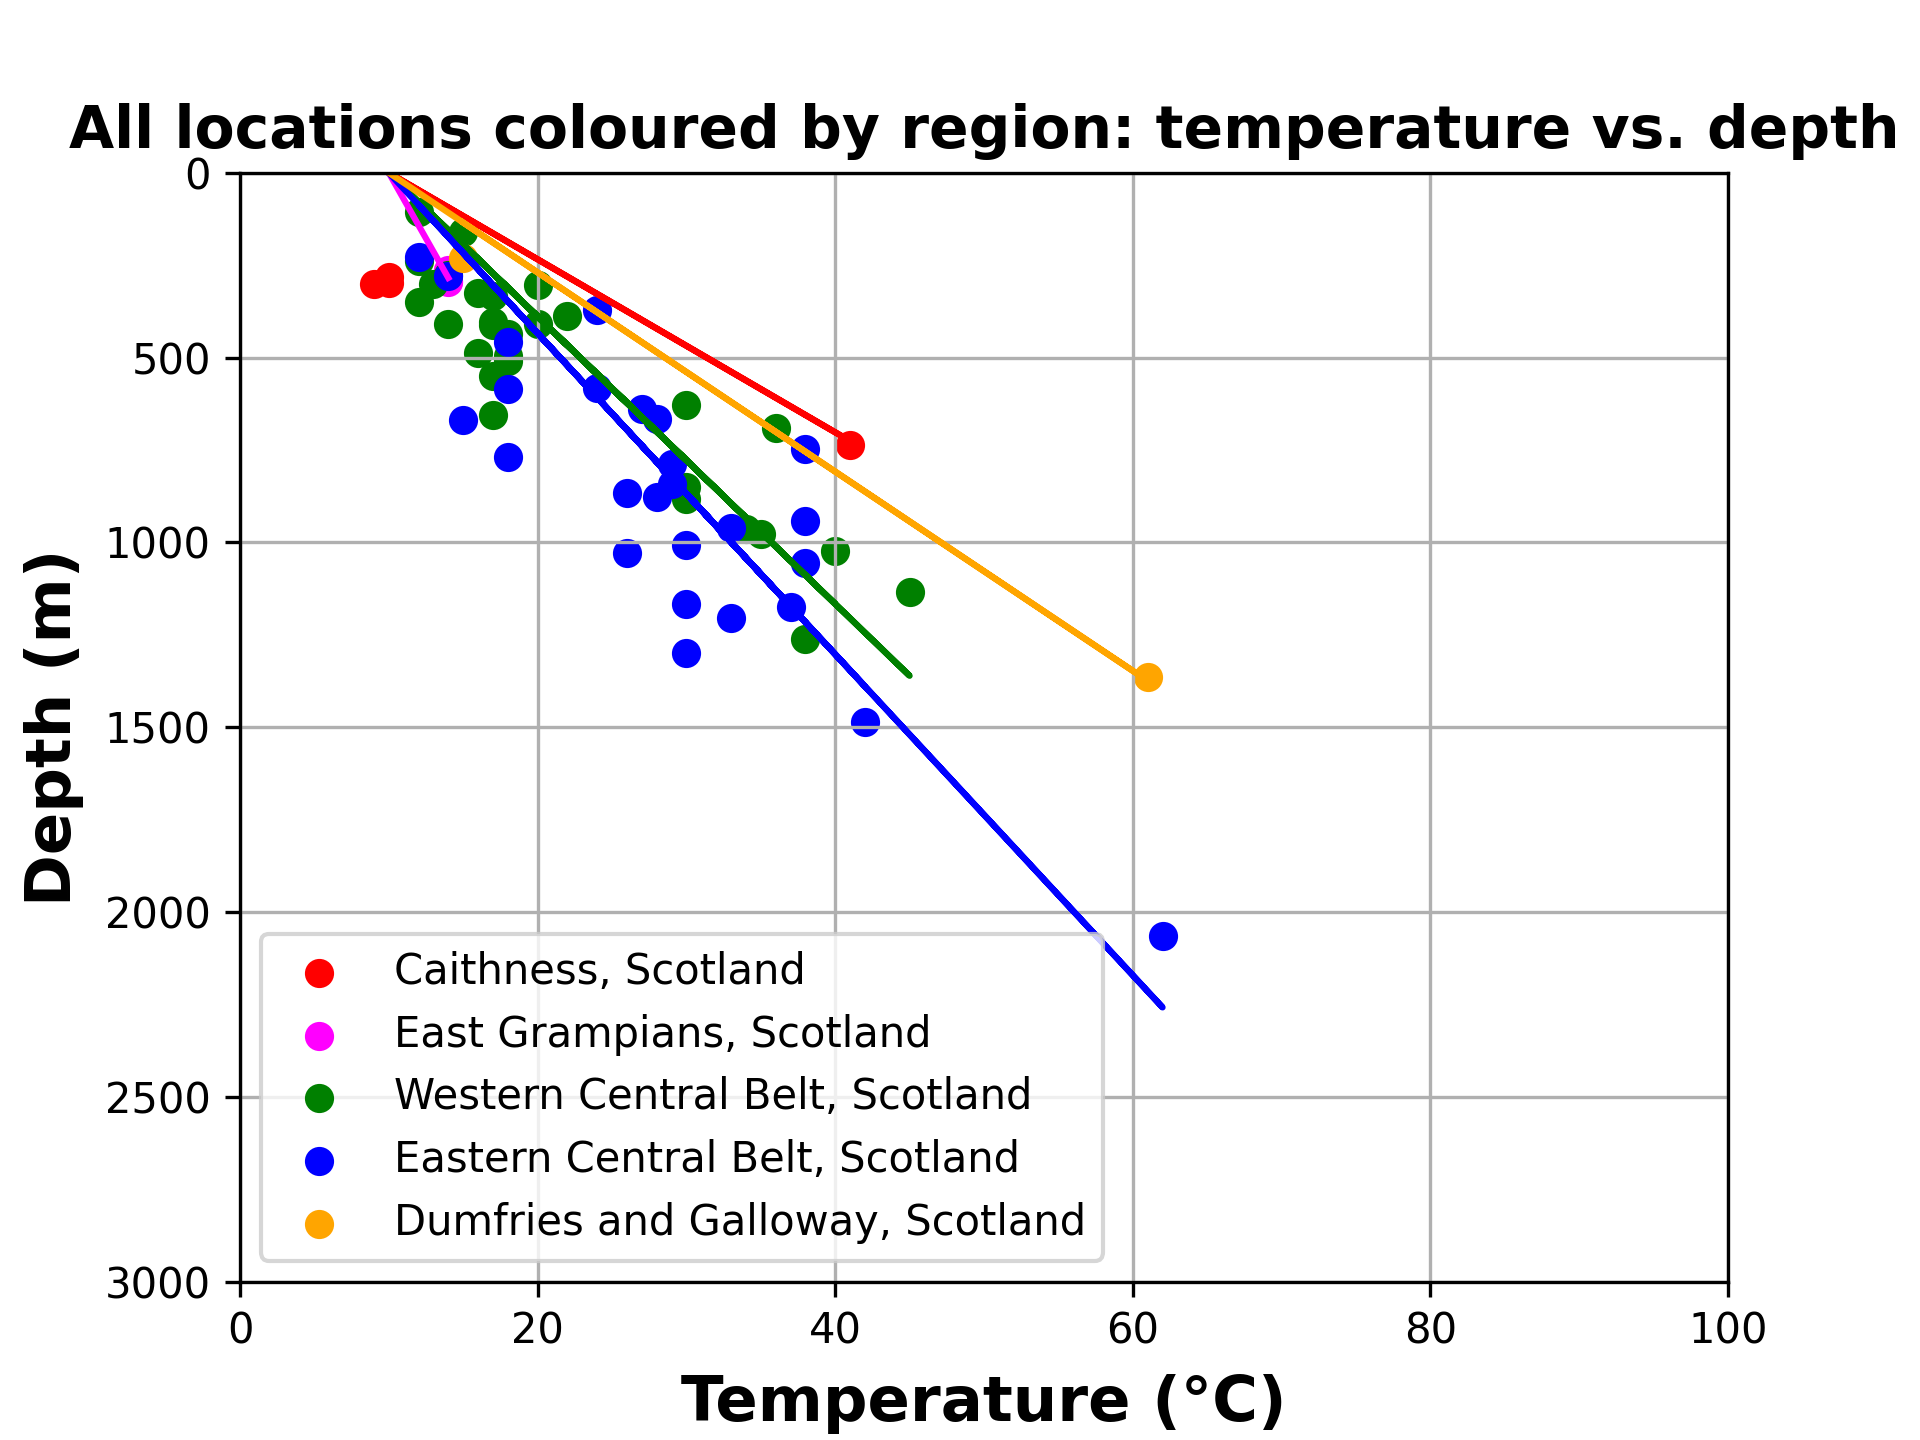 All locations coloured by region: temperature vs. depth
0
500
1000
1500
2000
2500
3000
Depth (m)
Caithness, Scotland
East Grampians, Scotland
Western Central Belt, Scotland
Eastern Central Belt, Scotland
Dumfries and Galloway, Scotland
0 20 40 60 80 100
Temperature (°C)